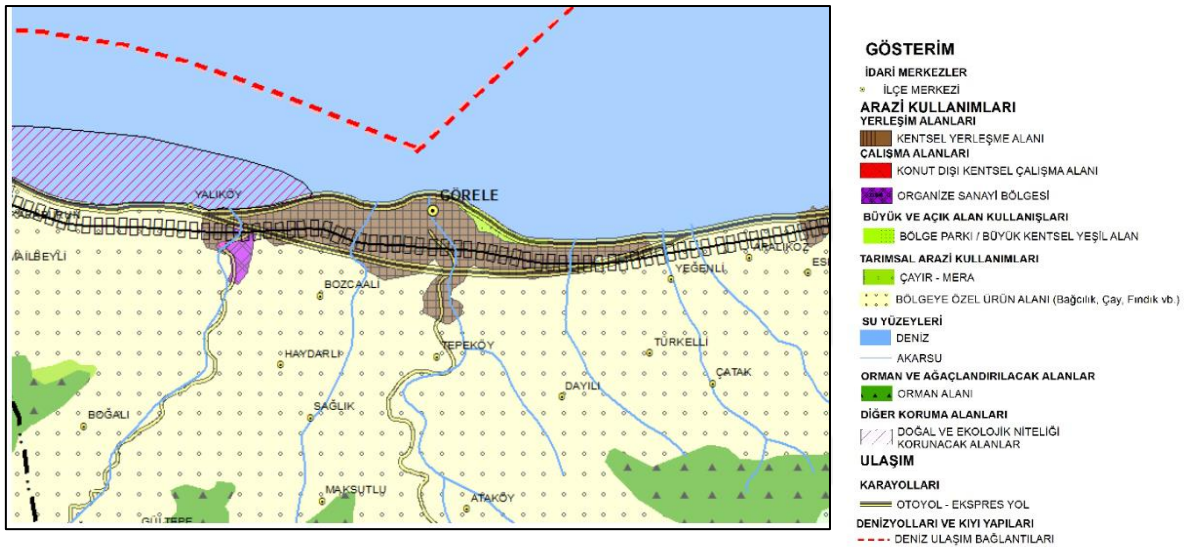 YALIKÖY
GÖRELE
AİLBEYLİ
BOZCAALİ
YEĞENLİ
ARALIKOZ
ES
HAYDARLI
TEPEKÖY
TÜRKELLİ
ÇATAK
DAYILI
SAĞLIK
BOĞALI
MAKSUTLU
ATAKÖY
GÜLTEPE
GÖSTERİM
İDARİ MERKEZLER
İLÇE MERKEZİ
ARAZİ KULLANIMLARI
YERLEŞİM ALANLARI
KENTSEL YERLEŞME ALANI
ÇALIŞMA ALANLARI
KONUT DIŞI KENTSEL ÇALIŞMA ALANI
ORGANİZE SANAYİ BÖLGESİ
BÜYÜK VE AÇIK ALAN KULLANIŞLARI
BÖLGE PARKI / BÜYÜK KENTSEL YEŞİL ALAN
TARIMSAL ARAZİ KULLANIMLARI
ÇAYIR - MERA
BÖLGEYE ÖZEL ÜRÜN ALANI (Bağcılık, Çay, Fındık vb.)
SU YÜZEYLERİ
DENİZ
AKARSU
ORMAN VE AĞAÇLANDIRILACAK ALANLAR
ORMAN ALANI
DİĞER KORUMA ALANLARI
DOĞAL VE EKOLOJİK NİTELİĞİ
KORUNACAK ALANLAR
ULAŞIM
KARAYOLLARI
OTOYOL - EKSPRES YOL
DENİZYOLLARI VE KIYI YAPILARI
DENİZ ULAŞIM BAĞLANTILARI